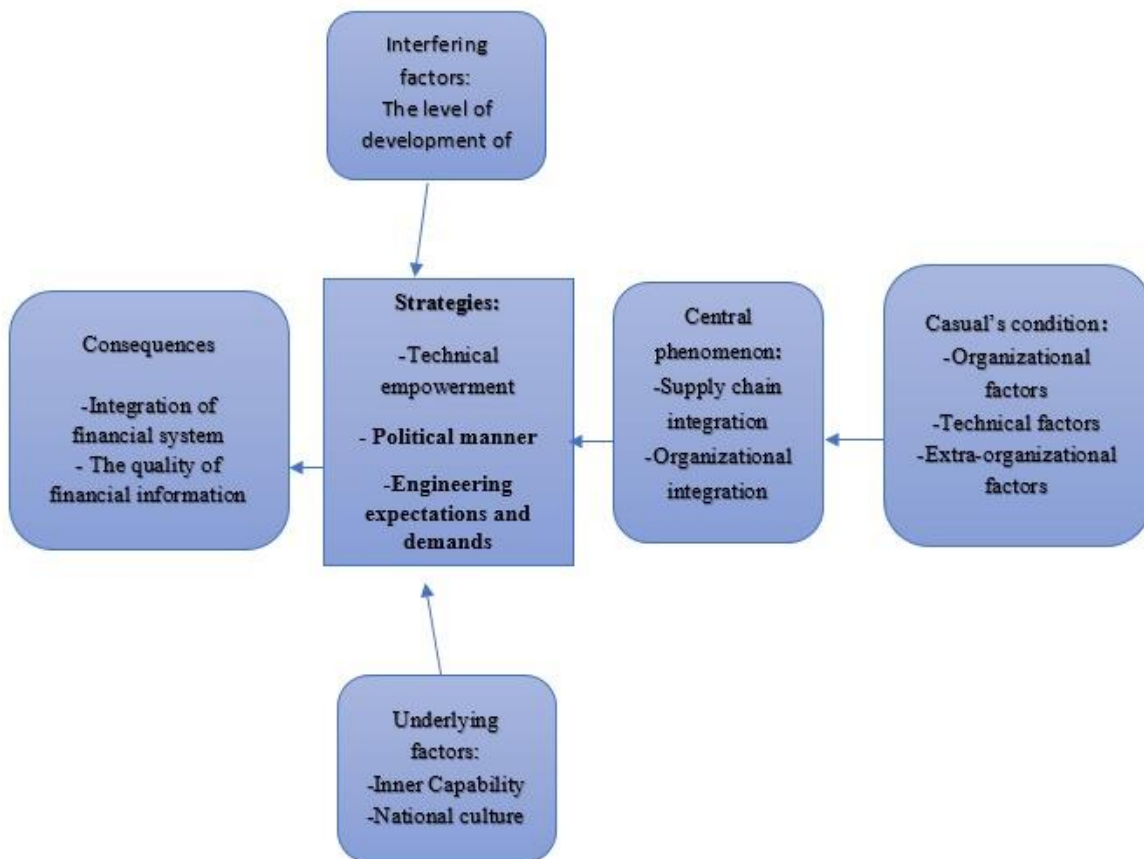 Interfering
factors:
The level of
development of
Consequences
-Integration of
financial system
- The quality of
financial information
Strategies:
-Technical
empowerment
- Political manner
-Engineering
expectations and
demands
Central
phenomenon:
-Supply chain
integration
-Organizational
integration
Casual’s condition:
-Organizational
factors
-Technical factors
-Extra-organizational
factors
Underlying
factors:
-Inner Capability
-National culture